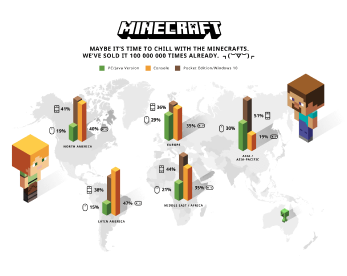 MINECRAFT
MAYBE IT'S TIME TO CHILL WITH THE MINECRAFTS.
WE'VE SOLD IT 100 000 000 TIMES ALREADY.
PC/Java Version
Console
Pocket Edition/Windows 10
41%
19%
40%
NORTH AMERICA
36%
29%
35%
EUROPE
51%
30%
19%
ASIA /
ASIA-PACIFIC
38%
15%
47%
LATIN AMERICA
44%
21%
35%
MIDDLE EAST / AFRICA